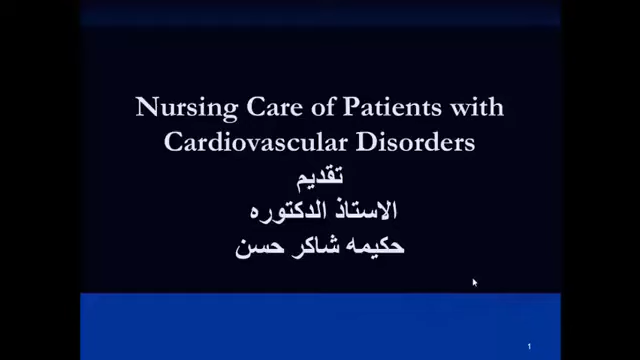 Nursing Care of Patients with
Cardiovascular Disorders
تقديم
الاستاذ الدكتوره
حكيمه شاكر حسن
1